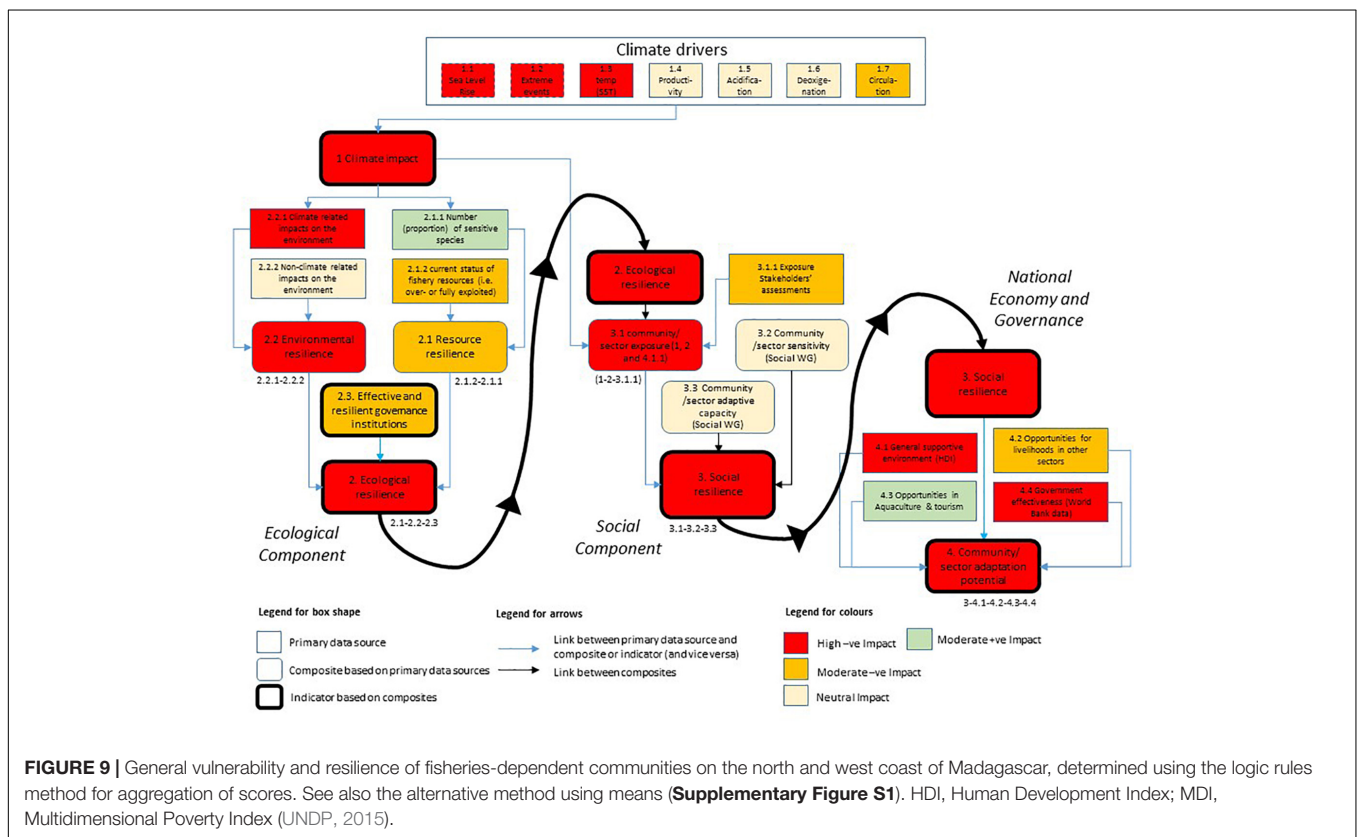 Climate drivers
1.1
Sea Level
Rise
1.2
Extreme
events
1.3
temp
(SST)
1.4
Producti-
vity
1.5
Acidifica-
tion
1.6
Deoxige-
nation
1.7
Circula-
tion
1 Climate impact
2.2.1 Climate related
impacts on the
environment
2.1.1 Number
(proportion) of sensitive
species
2.2.2 Non-climate related
impacts on the
environment
2.1.2 current status of
fishery resources (i.e.
over- or fully exploited)
2.2 Environmental
resilience
2.1 Resource
resilience
2.2.1-2.2.2
2.1.2-2.1.1
2.3. Effective and
resilient governance
institutions
2. Ecological
resilience
2.1-2.2-2.3
Ecological
Component
2. Ecological
resilience
3.1.1 Exposure
Stakeholders'
assessments
3.1 community/
sector exposure (1, 2
and 4.1.1)
3.2 Community
/sector sensitivity
(Social WG)
(1-2-3.1.1)
3.3 Community
/sector adaptive
capacity
(Social WG)
3. Social
resilience
3.1-3.2-3.3
Social
Component
National
Economy and
Governance
3. Social
resilience
4.1 General supportive
environment (HDI)
4.2 Opportunities for
livelihoods in other
sectors
4.3 Opportunities in
Aquaculture & tourism
4.4 Government
effectiveness (World
Bank data)
4. Community/
sector adaptation
potential
3-4.1-4.2-4.3-4.4
Legend for box shape
Primary data source
Composite based on primary data sources
Indicator based on composites
Legend for arrows
Link between primary data source and
composite or indicator (and vice versa)
Link between composites
Legend for colours
High –ve Impact
Moderate +ve Impact
Moderate –ve Impact
Neutral Impact
FIGURE 9 | General vulnerability and resilience of fisheries-dependent communities on the north and west coast of Madagascar, determined using the logic rules
method for aggregation of scores. See also the alternative method using means (Supplementary Figure S1). HDI, Human Development Index; MDI,
Multidimensional Poverty Index (UNDP, 2015).